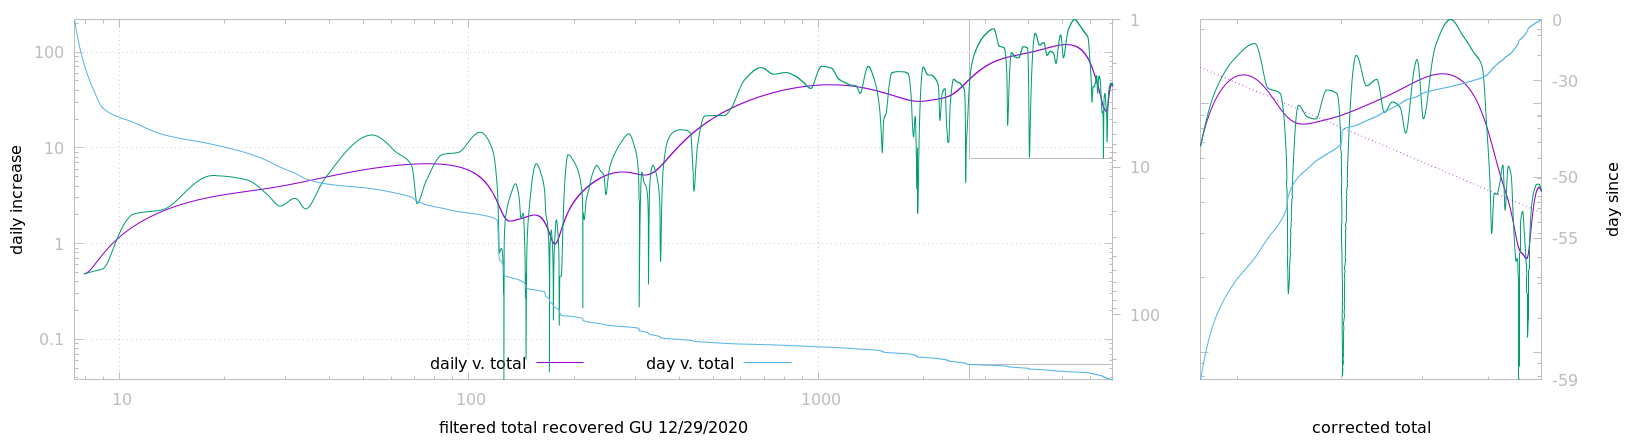 daily increase
100
10
1
0.1
10
100
1000
daily v. total
day v. total
filtered total recovered GU 12/29/2020
1
10
100
0
-30
-50
-55
-59
day since
corrected total